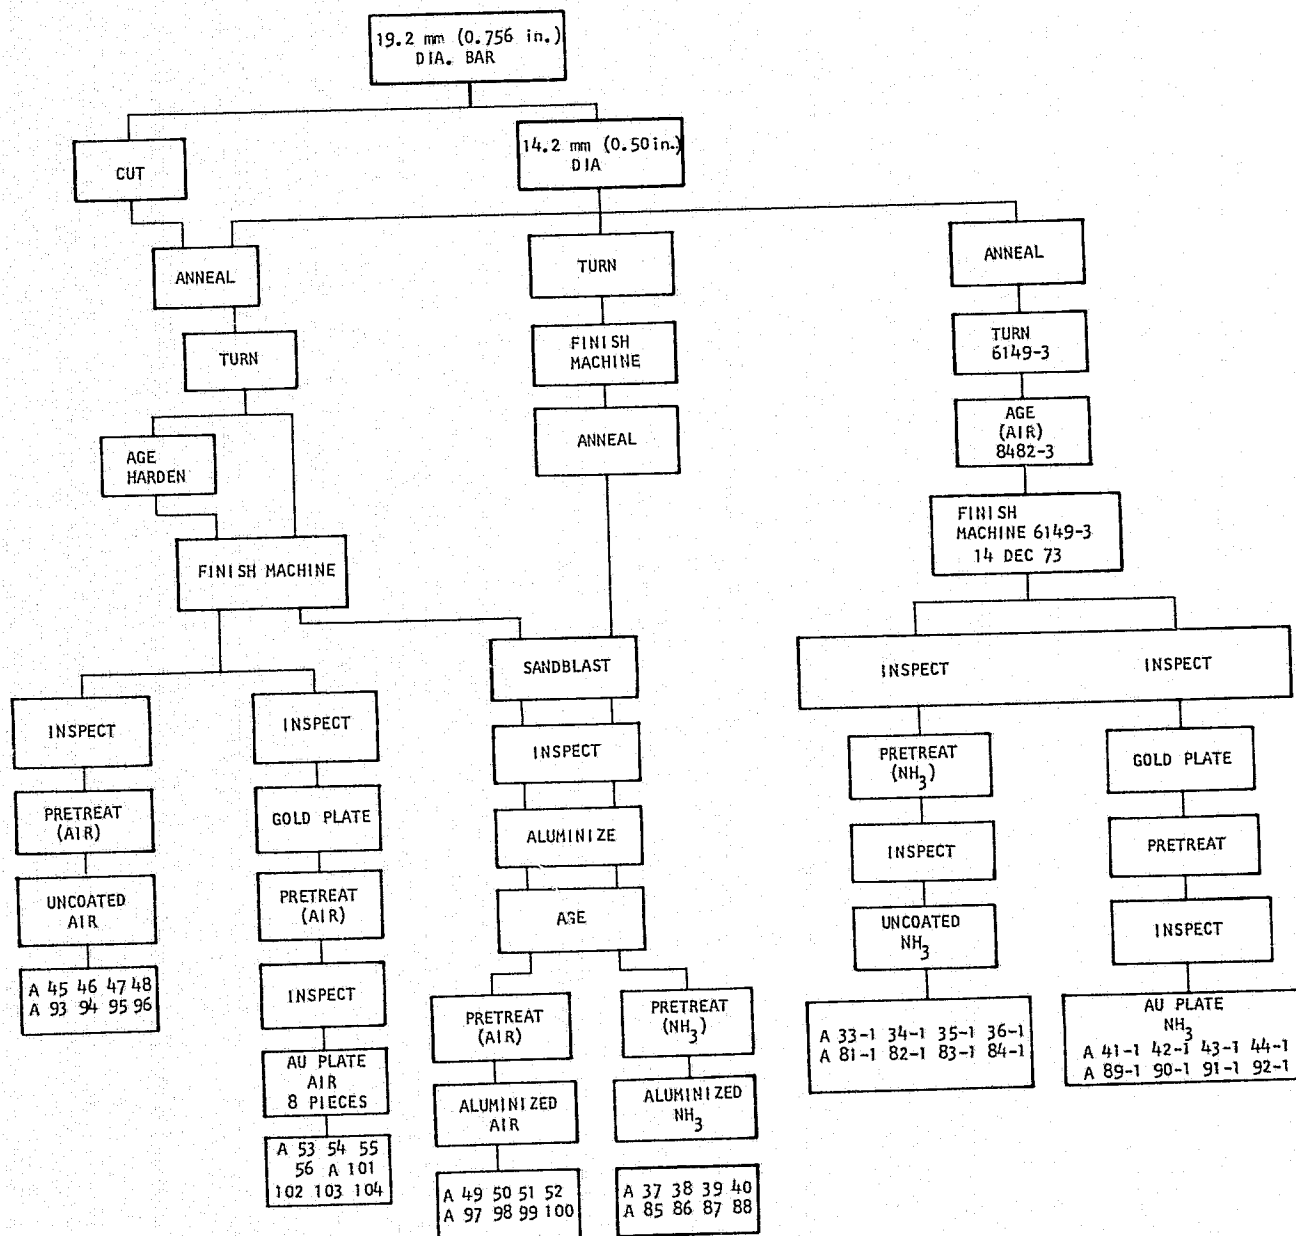 19.2 mm (0.756 in.)
DIA. BAR
CUT
14.2 mm (0.50 in.)
DIA
ANNEAL
TURN
ANNEAL
TURN
FINISH
MACHINE
TURN
6149-3
AGE
HARDEN
ANNEAL
AGE
(AIR)
8482-3
FINISH MACHINE
FINISH
MACHINE 6149-3
14 DEC 73
INSPECT
INSPECT
SANDBLAST
INSPECT
INSPECT
PRETREAT
(AIR)
GOLD PLATE
INSPECT
PRETREAT
(NH3)
GOLD PLATE
UNCOATED
AIR
PRETREAT
(AIR)
ALUMINIZE
INSPECT
PRETREAT
A 45 46 47 48
A 93 94 95 96
INSPECT
AGE
UNCOATED
NH3
INSPECT
AU PLATE
AIR
8 PIECES
PRETREAT
(AIR)
PRETREAT
(NH3)
A 33-1 34-1 35-1 36-1
A 81-1 82-1 83-1 84-1
AU PLATE
NH3
A 41-1 42-1 43-1 44-1
A 89-1 90-1 91-1 92-1
A 53 54 55
56 A 101
102 103 104
ALUMINIZED
AIR
ALUMINIZED
NH3
A 49 50 51 52
A 97 98 99 100
A 37 38 39 40
A 85 86 87 88